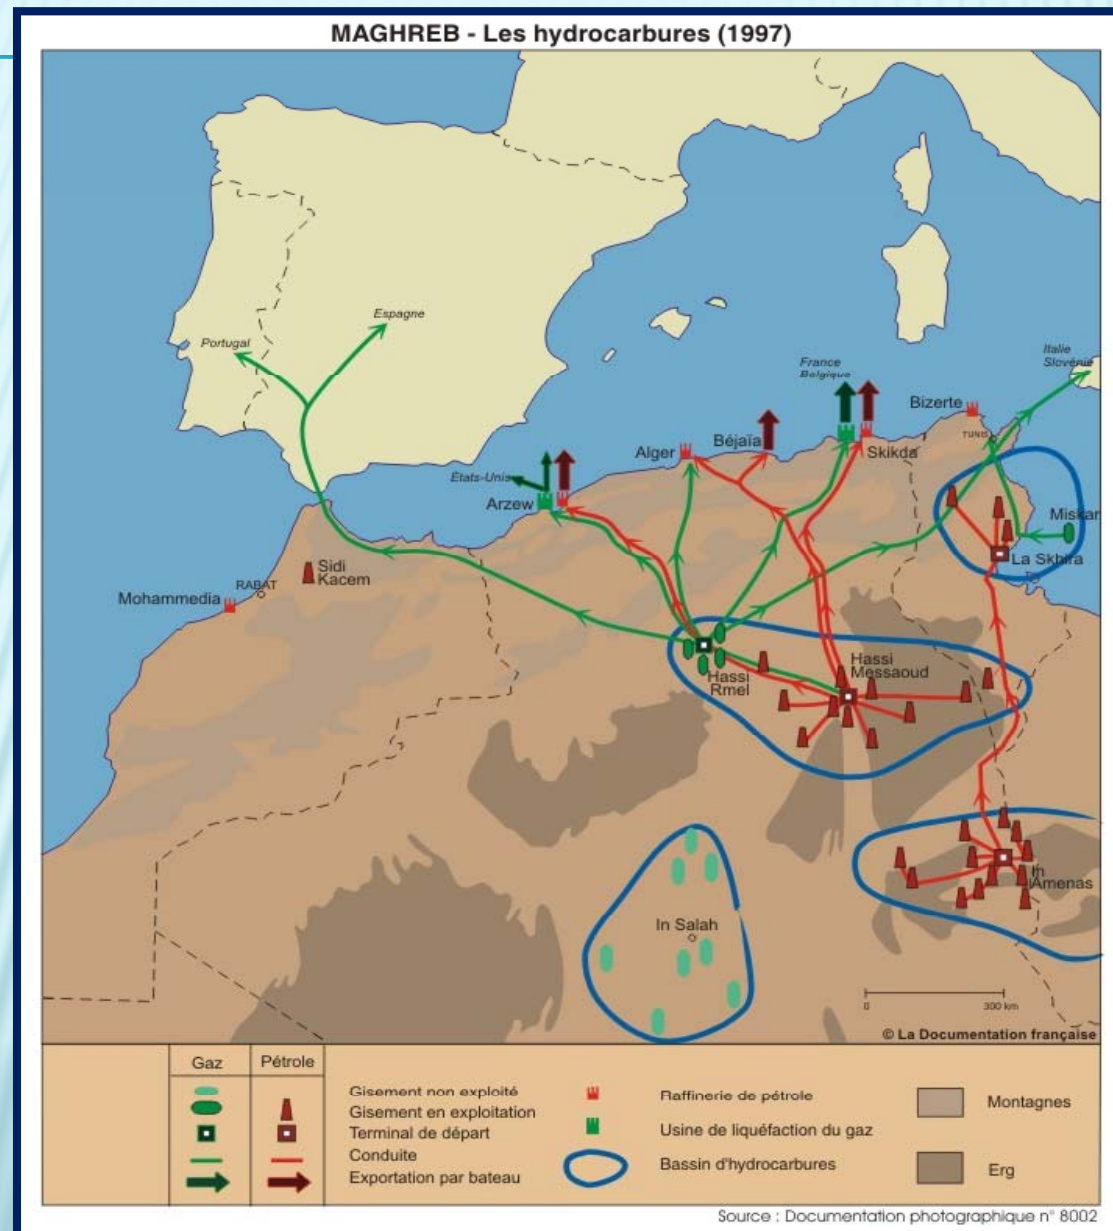 MAGHREB - Les hydrocarbures (1997)
Espagne
Portugal
Italie
Slovénie
France
Belgique
Bizerte
TUNIS
Béjaïa
Alger
Skikda
États-Unis
Arzew
Miskar
La Skhira
Sidi
Kacem
RABAT
Mohammedia
Hassi
Messaoud
Hassi
Rmel
In
Amenas
In Salah
0 300 km
© La Documentation française
Gaz Pétrole
Gisement non exploité
Gisement en exploitation
Terminal de départ
Conduite
Exportation par bateau
Raffinerie de pétrole
Usine de liquéfaction du gaz
Bassin d'hydrocarbures
Montagnes
Erg
Source : Documentation photographique n° 8002